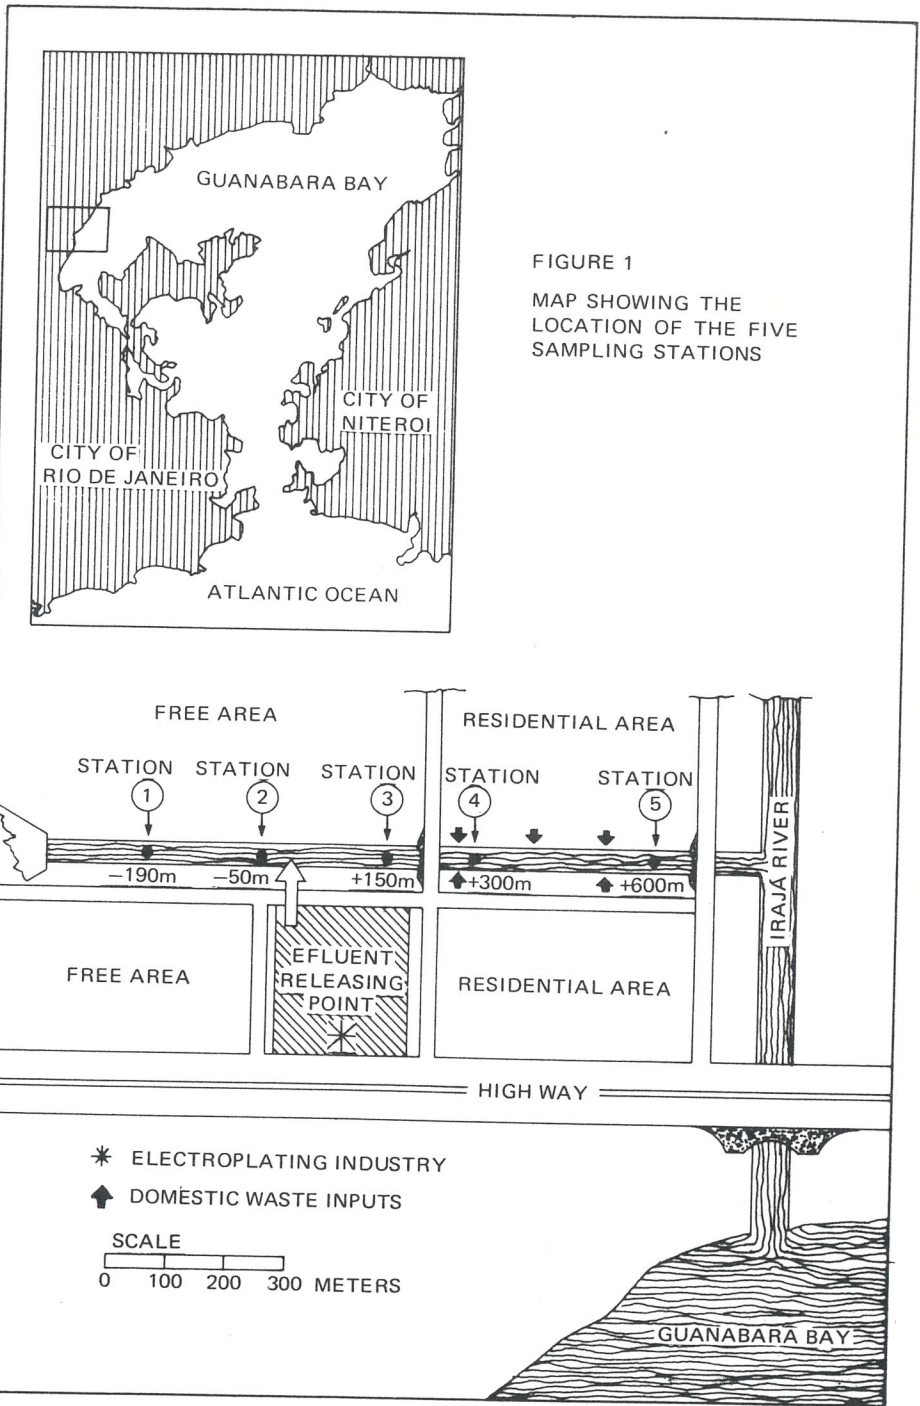 GUANABARA BAY
CITY OF
NITEROI
CITY OF
RIO DE JANEIRO
ATLANTIC OCEAN
FIGURE 1
MAP SHOWING THE
LOCATION OF THE FIVE
SAMPLING STATIONS
FREE AREA
RESIDENTIAL AREA
STATION STATION STATION STATION STATION
1 2 3 4 5
−190m −50m +150m +300m +600m
IRAJÁ RIVER
FREE AREA
EFLUENT
RELEASING
POINT
RESIDENTIAL AREA
HIGH WAY
ELECTROPLATING INDUSTRY
DOMESTIC WASTE INPUTS
SCALE
0 100 200 300 METERS
GUANABARA BAY